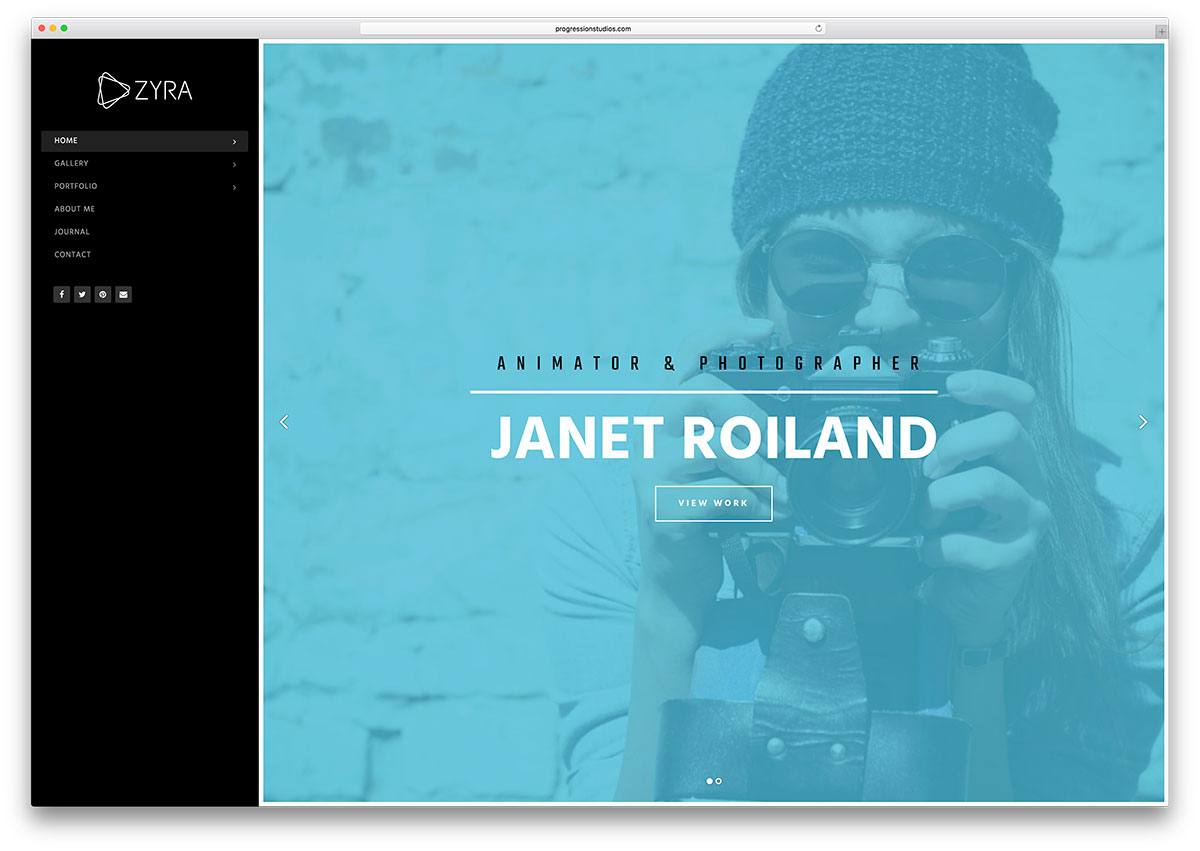 progressionstudios.com
ZYRA
HOME
GALLERY
PORTFOLIO
ABOUT ME
JOURNAL
CONTACT
ANIMATOR & PHOTOGRAPHER
JANET ROILAND
VIEW WORK